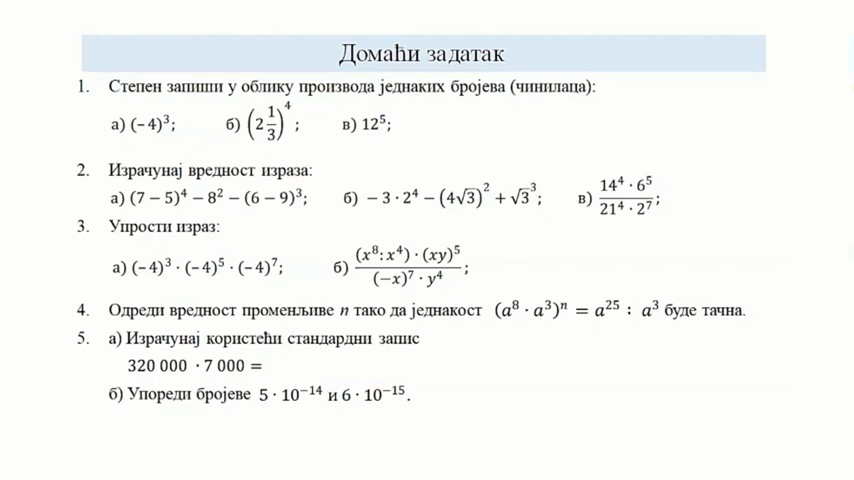 Домаћи задатак
1. Степен запиши у облику производа једнаких бројева (чинилаца):
а) (−4)³; б) (2 1/3)⁴; в) 12⁵;
2. Израчунај вредност израза:
а) (7 − 5)⁴ − 8² − (6 − 9)³; б) −3 · 2⁴ − (4√3)² + √3³; в) (14⁴ · 6⁵)/(21⁴ · 2⁷);
3. Упрости израз:
а) (−4)³ · (−4)⁵ · (−4)⁷; б) ((x⁸: x⁴) · (xy)⁵)/((−x)⁷ · y⁴);
4. Одреди вредност променљиве n тако да једнакост (a⁸ · a³)ⁿ = a²⁵ : a³ буде тачна.
5. а) Израчунај користећи стандардни запис
320 000 · 7 000 =
б) Упореди бројеве 5 · 10⁻¹⁴ и 6 · 10⁻¹⁵.